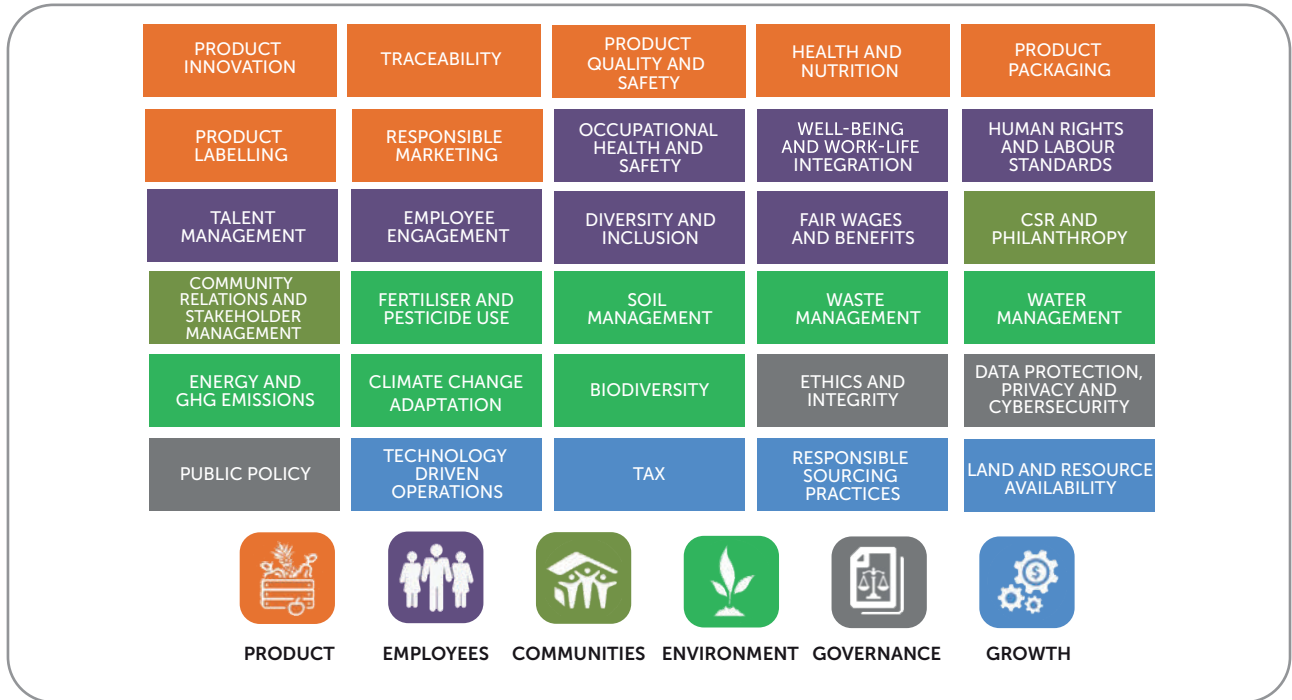 PRODUCT
INNOVATION
TRACEABILITY
PRODUCT
QUALITY AND
SAFETY
HEALTH AND
NUTRITION
PRODUCT
PACKAGING
PRODUCT
LABELLING
RESPONSIBLE
MARKETING
OCCUPATIONAL
HEALTH AND
SAFETY
WELL-BEING
AND WORK-LIFE
INTEGRATION
HUMAN RIGHTS
AND LABOUR
STANDARDS
TALENT
MANAGEMENT
EMPLOYEE
ENGAGEMENT
DIVERSITY AND
INCLUSION
FAIR WAGES
AND BENEFITS
CSR AND
PHILANTHROPY
COMMUNITY
RELATIONS AND
STAKEHOLDER
MANAGEMENT
FERTILISER AND
PESTICIDE USE
SOIL
MANAGEMENT
WASTE
MANAGEMENT
WATER
MANAGEMENT
ENERGY AND
GHG EMISSIONS
CLIMATE CHANGE
ADAPTATION
BIODIVERSITY
ETHICS AND
INTEGRITY
DATA PROTECTION,
PRIVACY AND
CYBERSECURITY
PUBLIC POLICY
TECHNOLOGY
DRIVEN
OPERATIONS
TAX
RESPONSIBLE
SOURCING
PRACTICES
LAND AND RESOURCE
AVAILABILITY
$
PRODUCT
EMPLOYEES
COMMUNITIES
ENVIRONMENT
GOVERNANCE
GROWTH